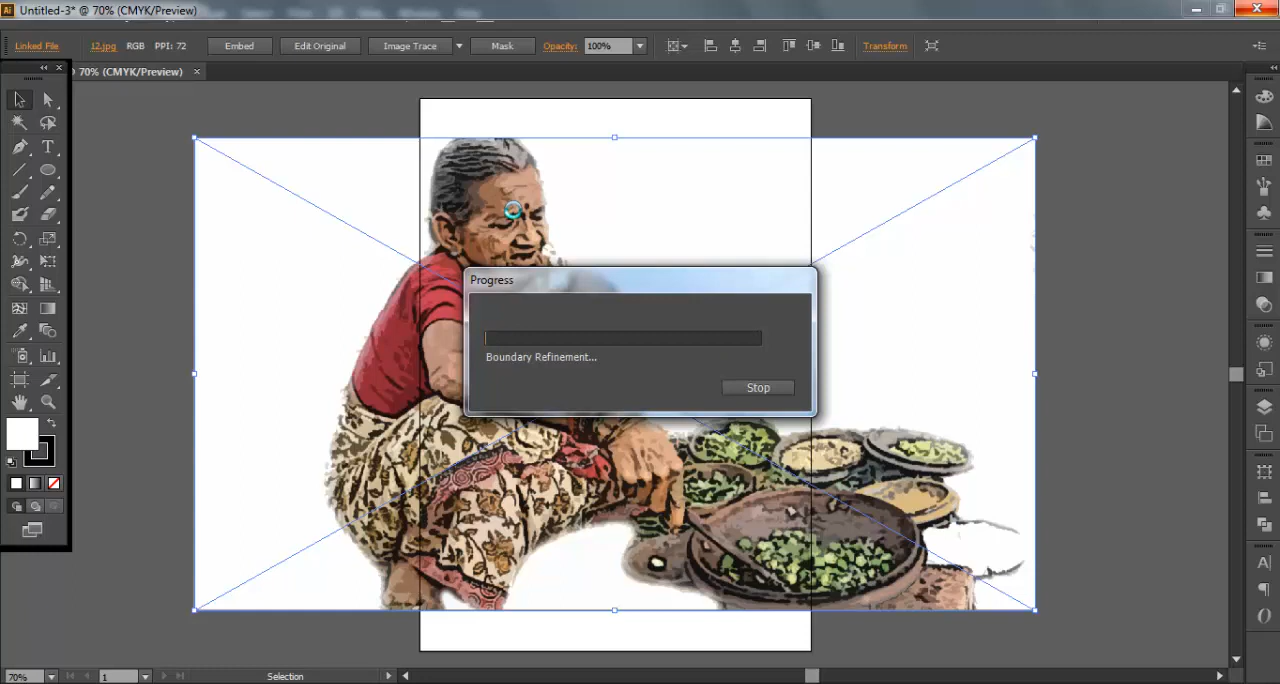 Ai Untitled-3* @ 70% (CMYK/Preview)
Linked File 12.jpg RGB PPI: 72 Embed Edit Original Image Trace Mask Opacity: 100% Transform
@ 70% (CMYK/Preview) ×
Progress
Boundary Refinement...
Stop
70% 1 Selection